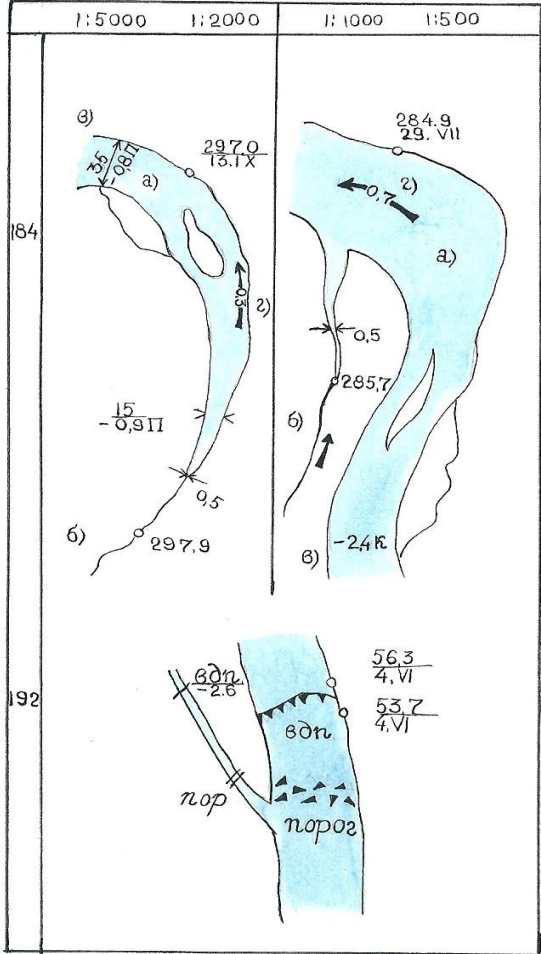 1:5000 1:2000 1:1000 1:500
184
в)
35
-0,8П
а)
297,0
13.IX
0,3
г)
15
-0,9П
0,5
б)
297,9
284.9
29. VII
г)
0,7
а)
0,5
285,7
б)
в)
-2,4К
192
вдп
-2.6
пор
56,3
4. VI
53,7
4. VI
вдп
порог